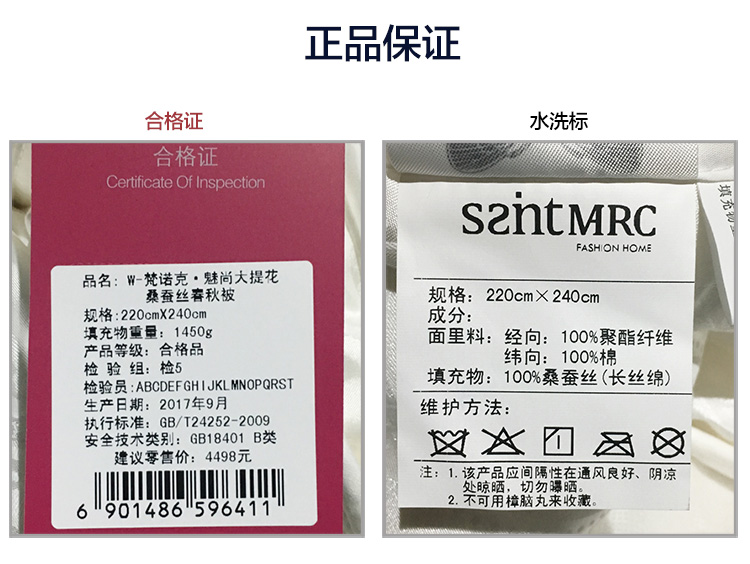 正品保证
合格证
合格证
Certificate Of Inspection
品名: W-梵诺克·魅尚大提花
桑蚕丝春秋被
规格:220cmX240cm
填充物重量: 1450g
产品等级: 合格品
检 验 组: 检5
检验员:ABCDEFGHIJKLMNOPQRST
生产日期: 2017年9月
执行标准: GB/T24252-2009
安全技术类别: GB18401 B类
建议零售价: 4498元
6 901486 596411
水洗标
SSintMRC
FASHION HOME
规格: 220cm×240cm
成分:
面里料: 经向: 100%聚酯纤维
纬向: 100%棉
填充物: 100%桑蚕丝(长丝绵)
维护方法:
注: 1.该产品应间隔性在通风良好、阴凉
处晾晒, 切勿曝晒。
2.不可用樟脑丸来收藏。
填充物